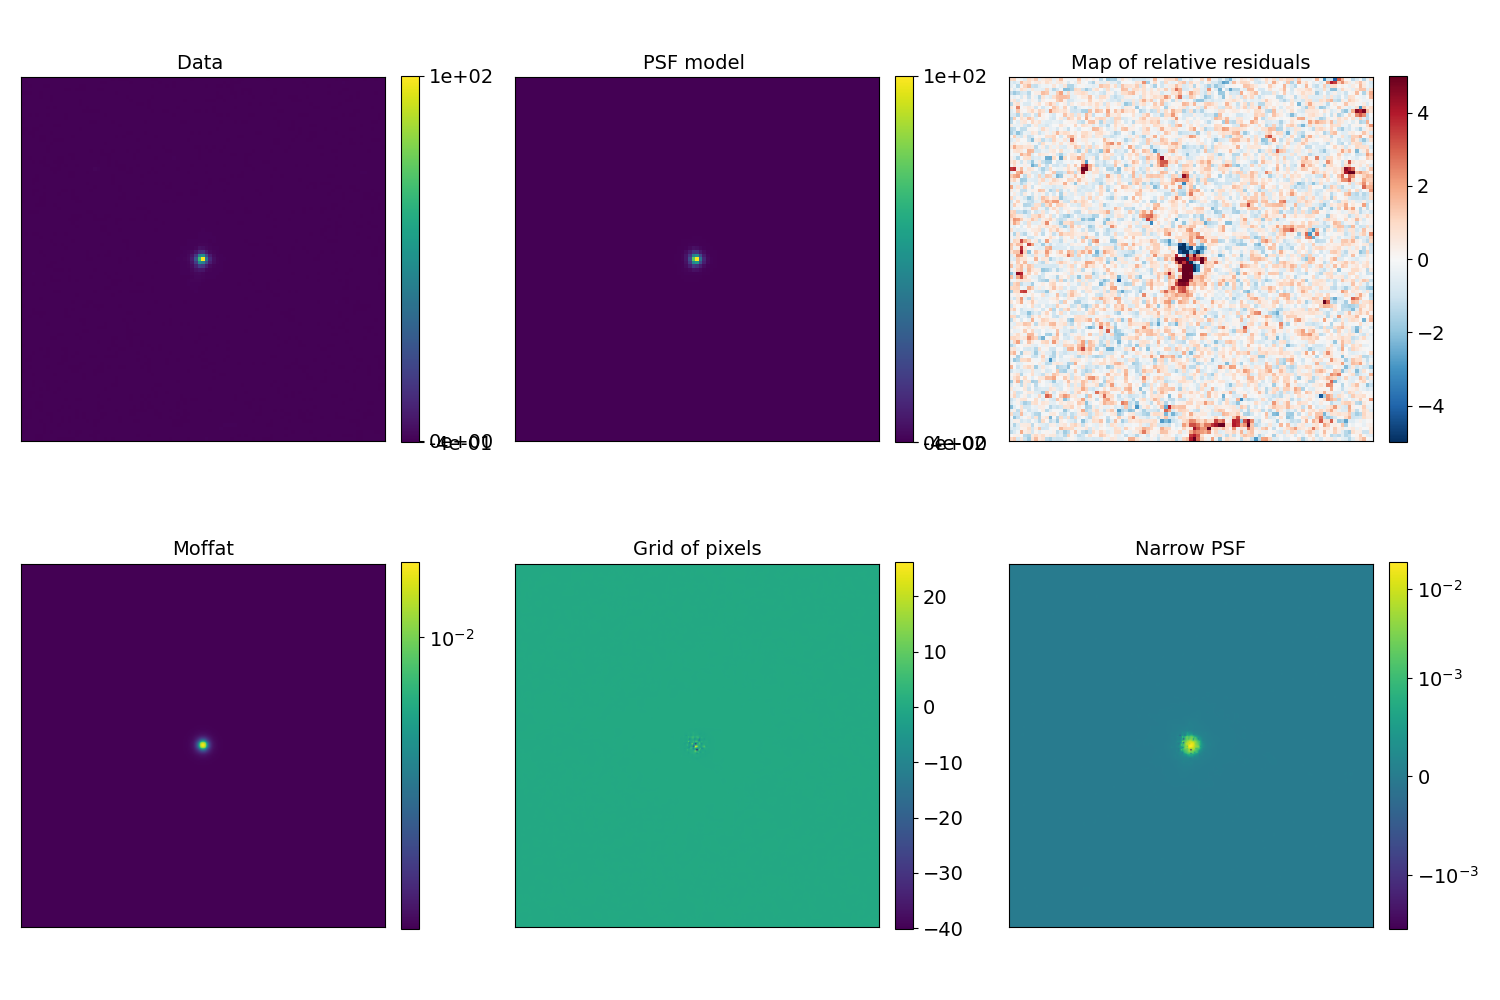 Data
PSF model
Map of relative residuals
1e+02
1e+02
4
2
0
−2
−4
0e+00
Moffat
Grid of pixels
Narrow PSF
10⁻²
20
10
0
−10
−20
−30
−40
10⁻²
10⁻³
0
−10⁻³